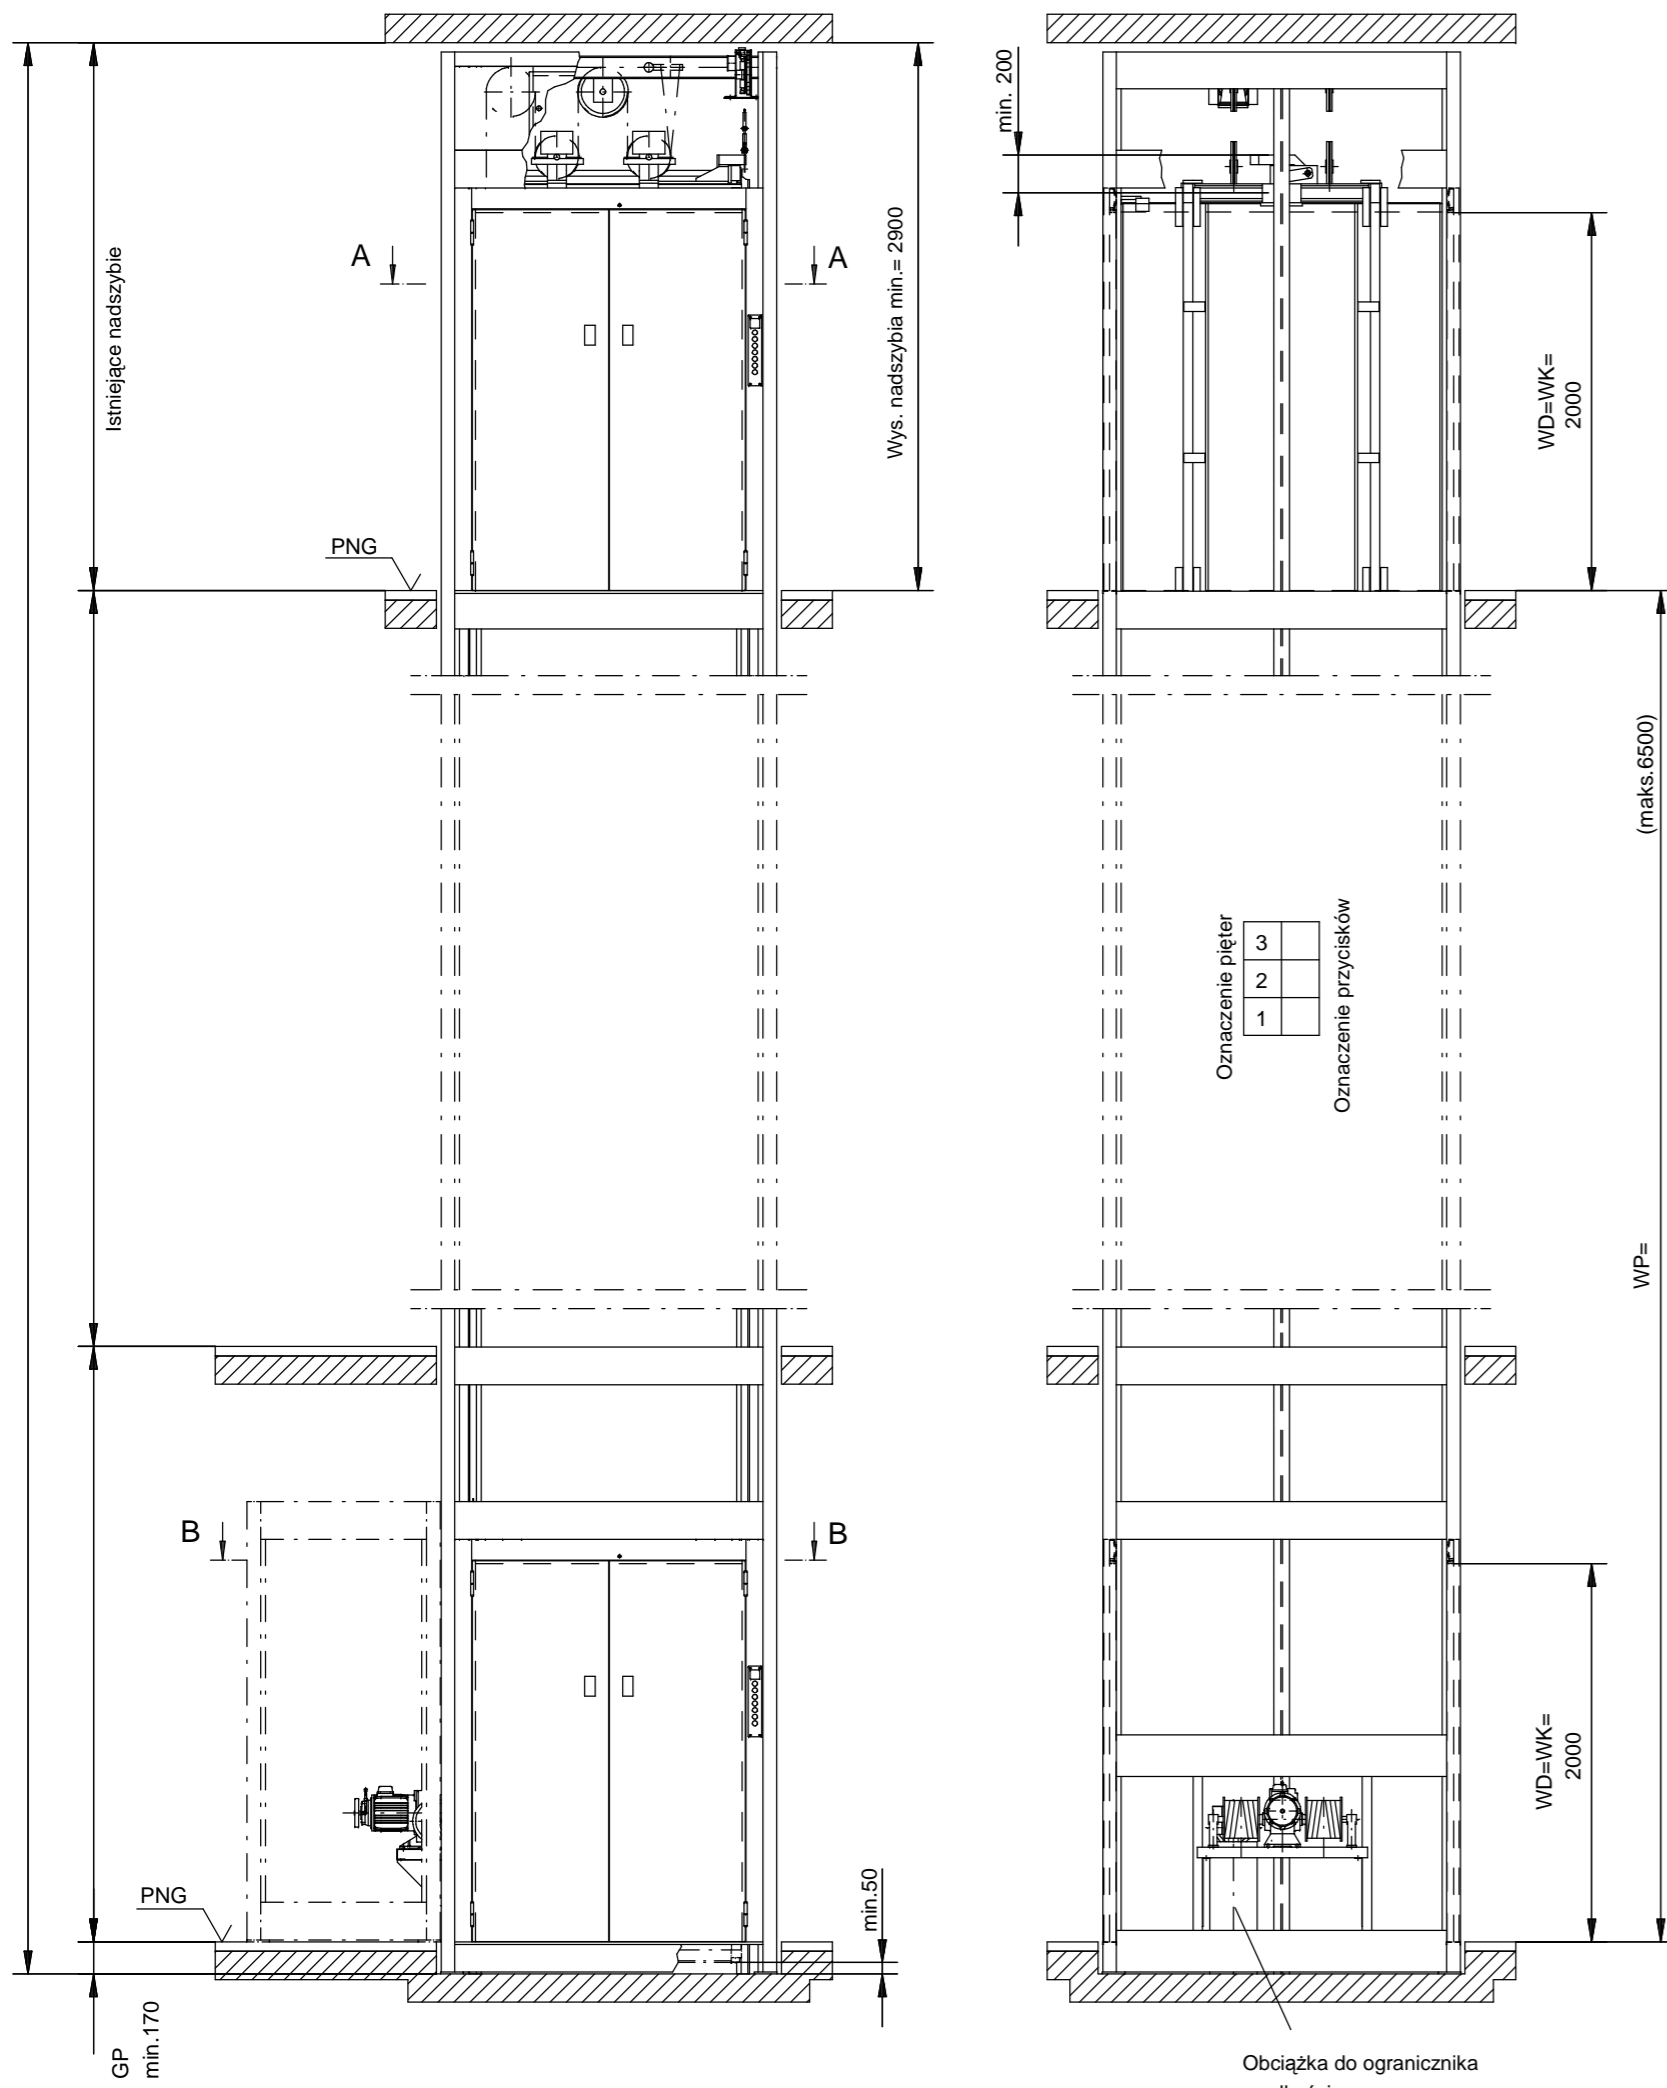 min. 200
A
A
Istniejące nadszybie
Wys. nadszybia min.= 2900
WD=WK=
2000
PNG
(maks.6500)
Oznaczenie pięter
3
2
1
Oznaczenie przycisków
WP=
B
B
WD=WK=
2000
PNG
min.50
GP
min.170
Obciążka do ogranicznika